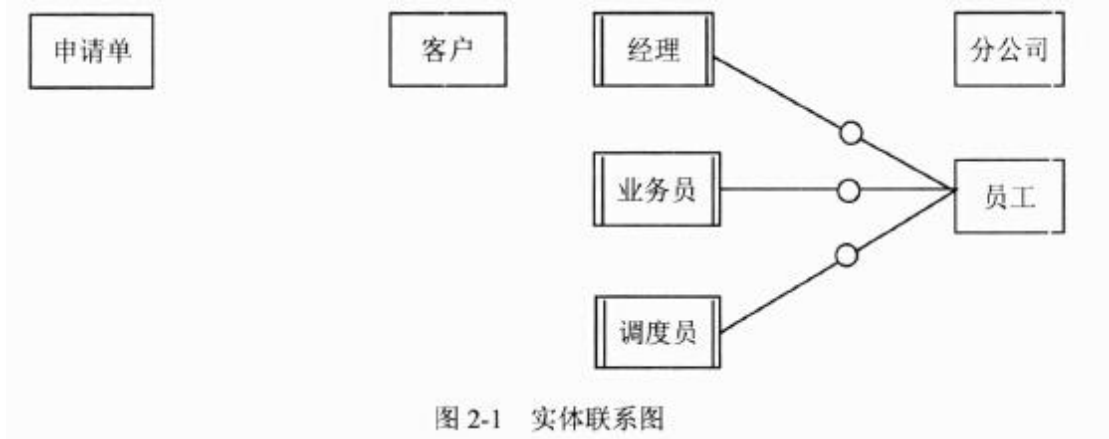 申请单
客户
经理
分公司
业务员
员工
调度员
图 2-1 实体联系图